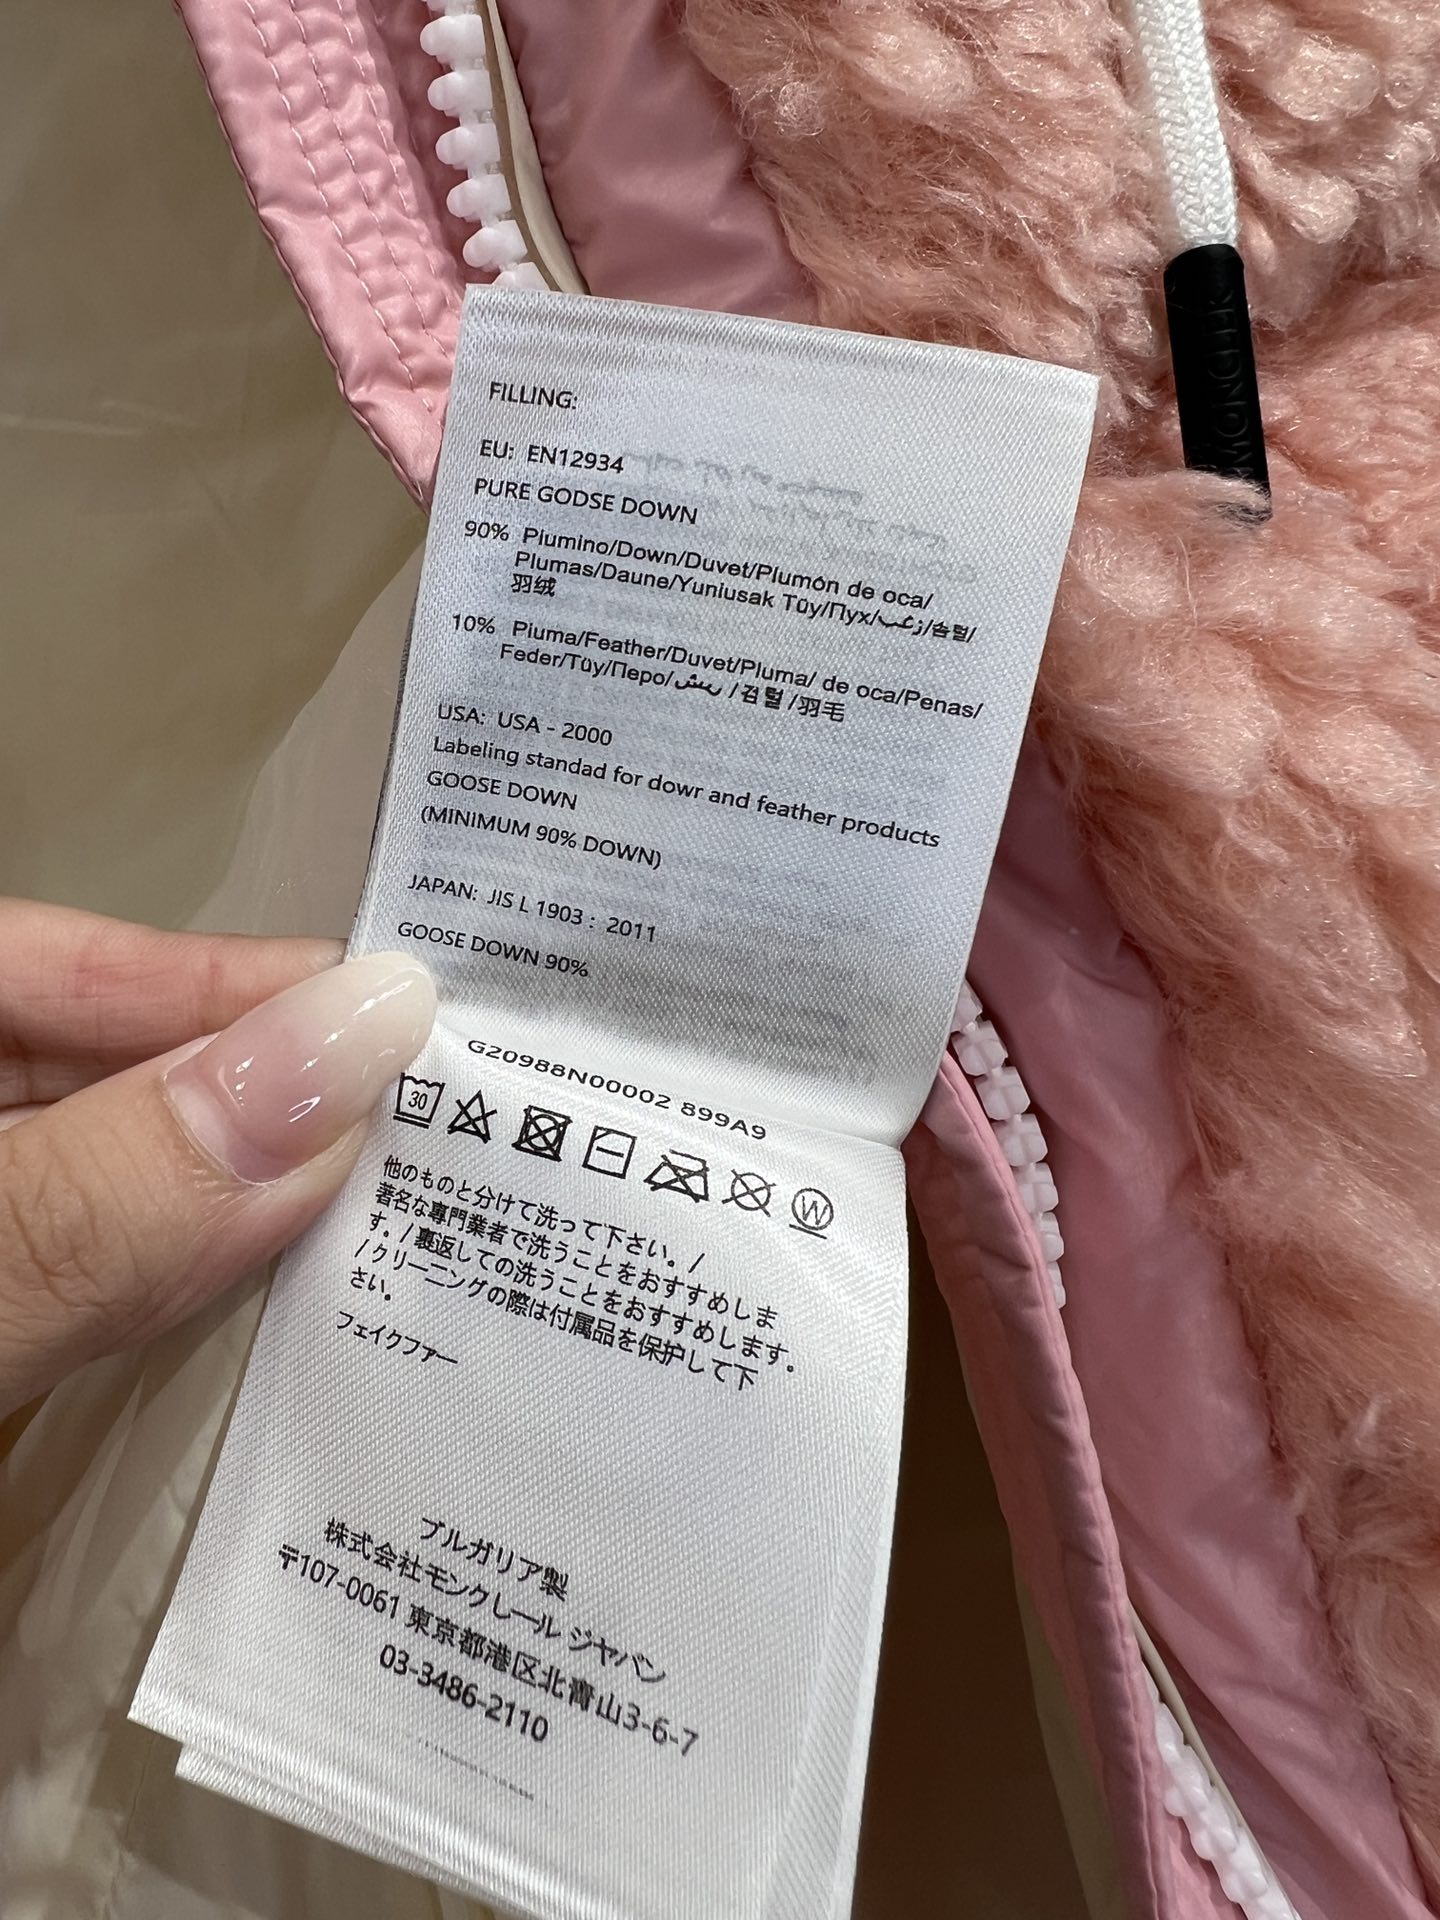 FILLING:
EU: EN12934
PURE GODSE DOWN
90% Piumino/Down/Duvet/Plumón de oca/
Plumas/Daune/Yuniusak Tüy/Пух/زغب/솜털/
羽绒
10% Piuma/Feather/Duvet/Pluma/ de oca/Penas/
Feder/Tüy/Перо/ریش/검털/羽毛
USA: USA - 2000
Labeling standad for dowr and feather products
GOOSE DOWN
(MINIMUM 90% DOWN)
JAPAN: JIS L 1903 : 2011
GOOSE DOWN 90%
G20988N00002 899A9
30
W
他のものと分けて洗って下さい。/
著名な専門業者で洗うことをおすすめしま
す。/裏返しての洗うことをおすすめします。
/クリーニングの際は付属品を保护して下
さい。
フェイクファー
ブルガリア製
株式会社モンクレール ジヤパン
〒107-0061 東京都港区北青山3-6-7
03-3486-2110
MONCLER